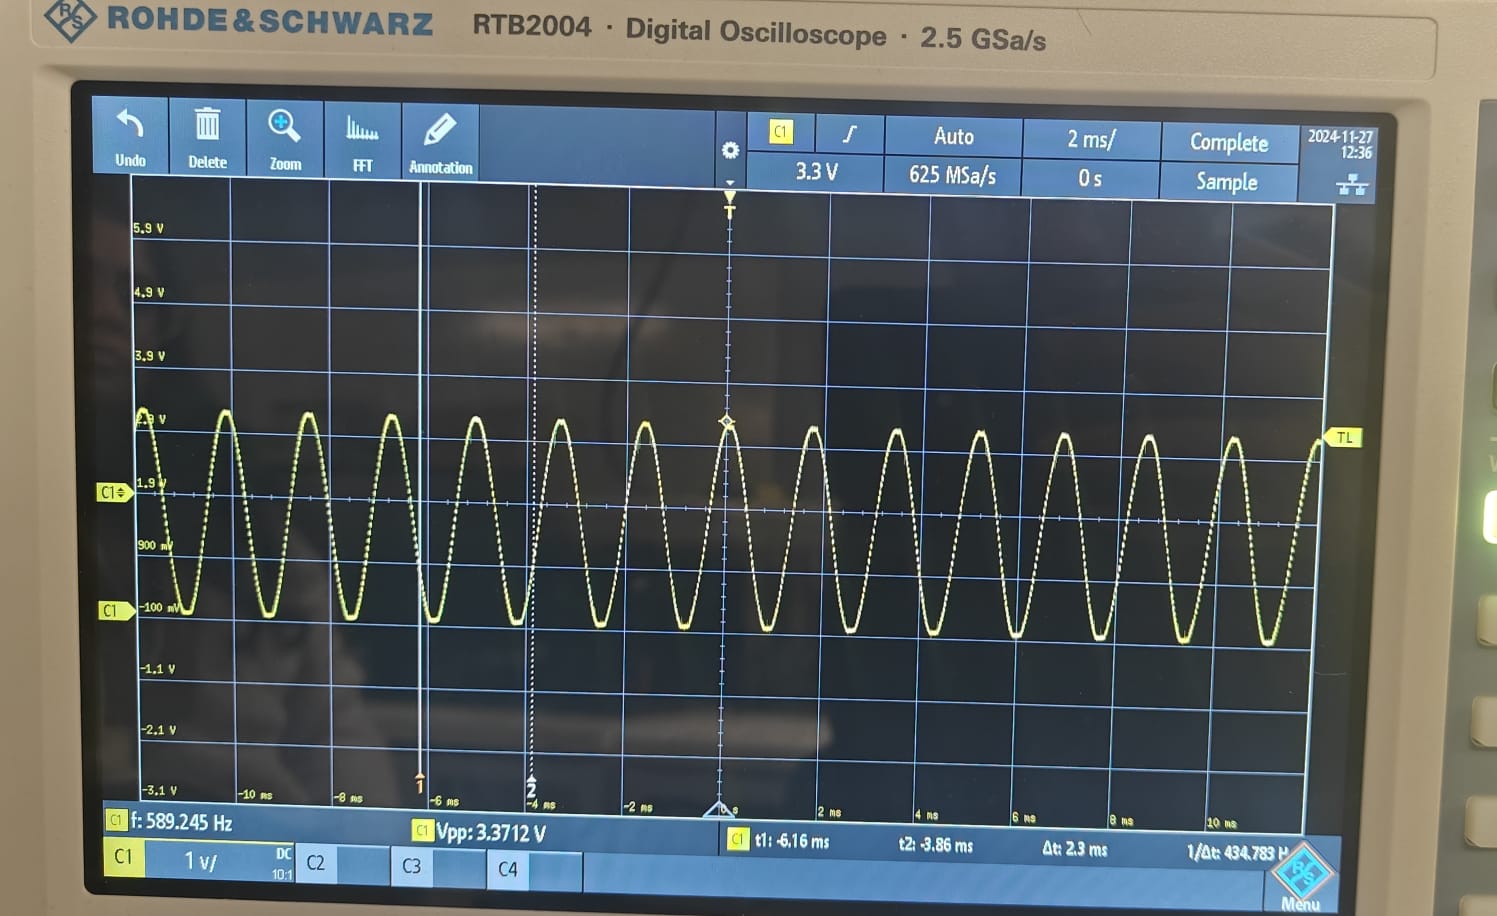 ROHDE&SCHWARZ RTB2004 · Digital Oscilloscope · 2.5 GSa/s
Undo Delete Zoom FFT Annotation
C1 Auto 2 ms/ Complete 2024-11-27
12:36
3.3 V 625 MSa/s 0 s Sample
T
5.9 V
4.9 V
3.9 V
2.9 V
TL
C1 1.9 V
900 mV
C1 -100 mV
-1.1 V
-2.1 V
-3.1 V
1 2
-10 ms -8 ms -6 ms -4 ms -2 ms 0 s 2 ms 4 ms 6 ms 8 ms 10 ms
C1 f: 589.245 Hz C1 Vpp: 3.3712 V C1 t1: -6.16 ms t2: -3.86 ms Δt: 2.3 ms 1/Δt: 434.783 H
C1 1 V/ DC
10:1
C2 C3 C4
Menu